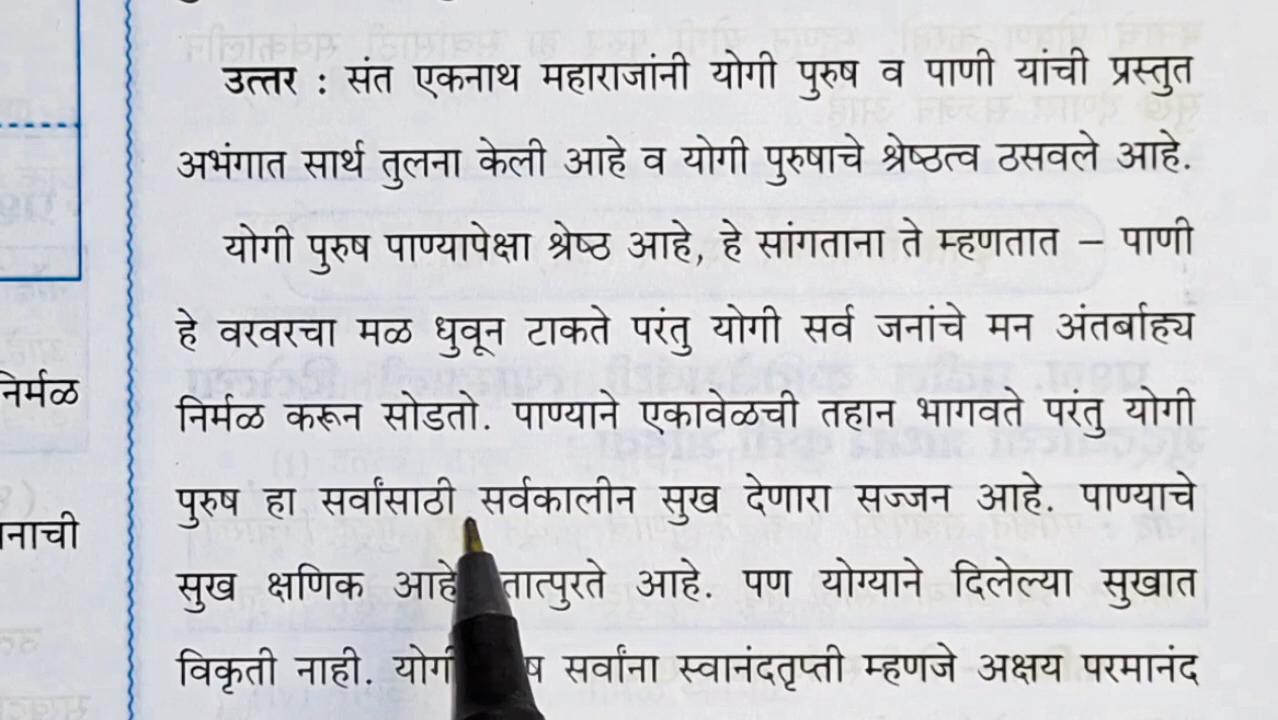 उत्तर : संत एकनाथ महाराजांनी योगी पुरुष व पाणी यांची प्रस्तुत
अभंगात सार्थ तुलना केली आहे व योगी पुरुषाचे श्रेष्ठत्व ठसवले आहे.
योगी पुरुष पाण्यापेक्षा श्रेष्ठ आहे, हे सांगताना ते म्हणतात – पाणी
हे वरवरचा मळ धुवून टाकते परंतु योगी सर्व जनांचे मन अंतर्बाह्य
निर्मळ करून सोडतो. पाण्याने एकावेळची तहान भागवते परंतु योगी
पुरुष हा सर्वांसाठी सर्वकालीन सुख देणारा सज्जन आहे. पाण्याचे
सुख क्षणिक आहे तात्पुरते आहे. पण योग्याने दिलेल्या सुखात
विकृती नाही. योगी सर्वांना स्वानंदतृप्ती म्हणजे अक्षय परमानंद